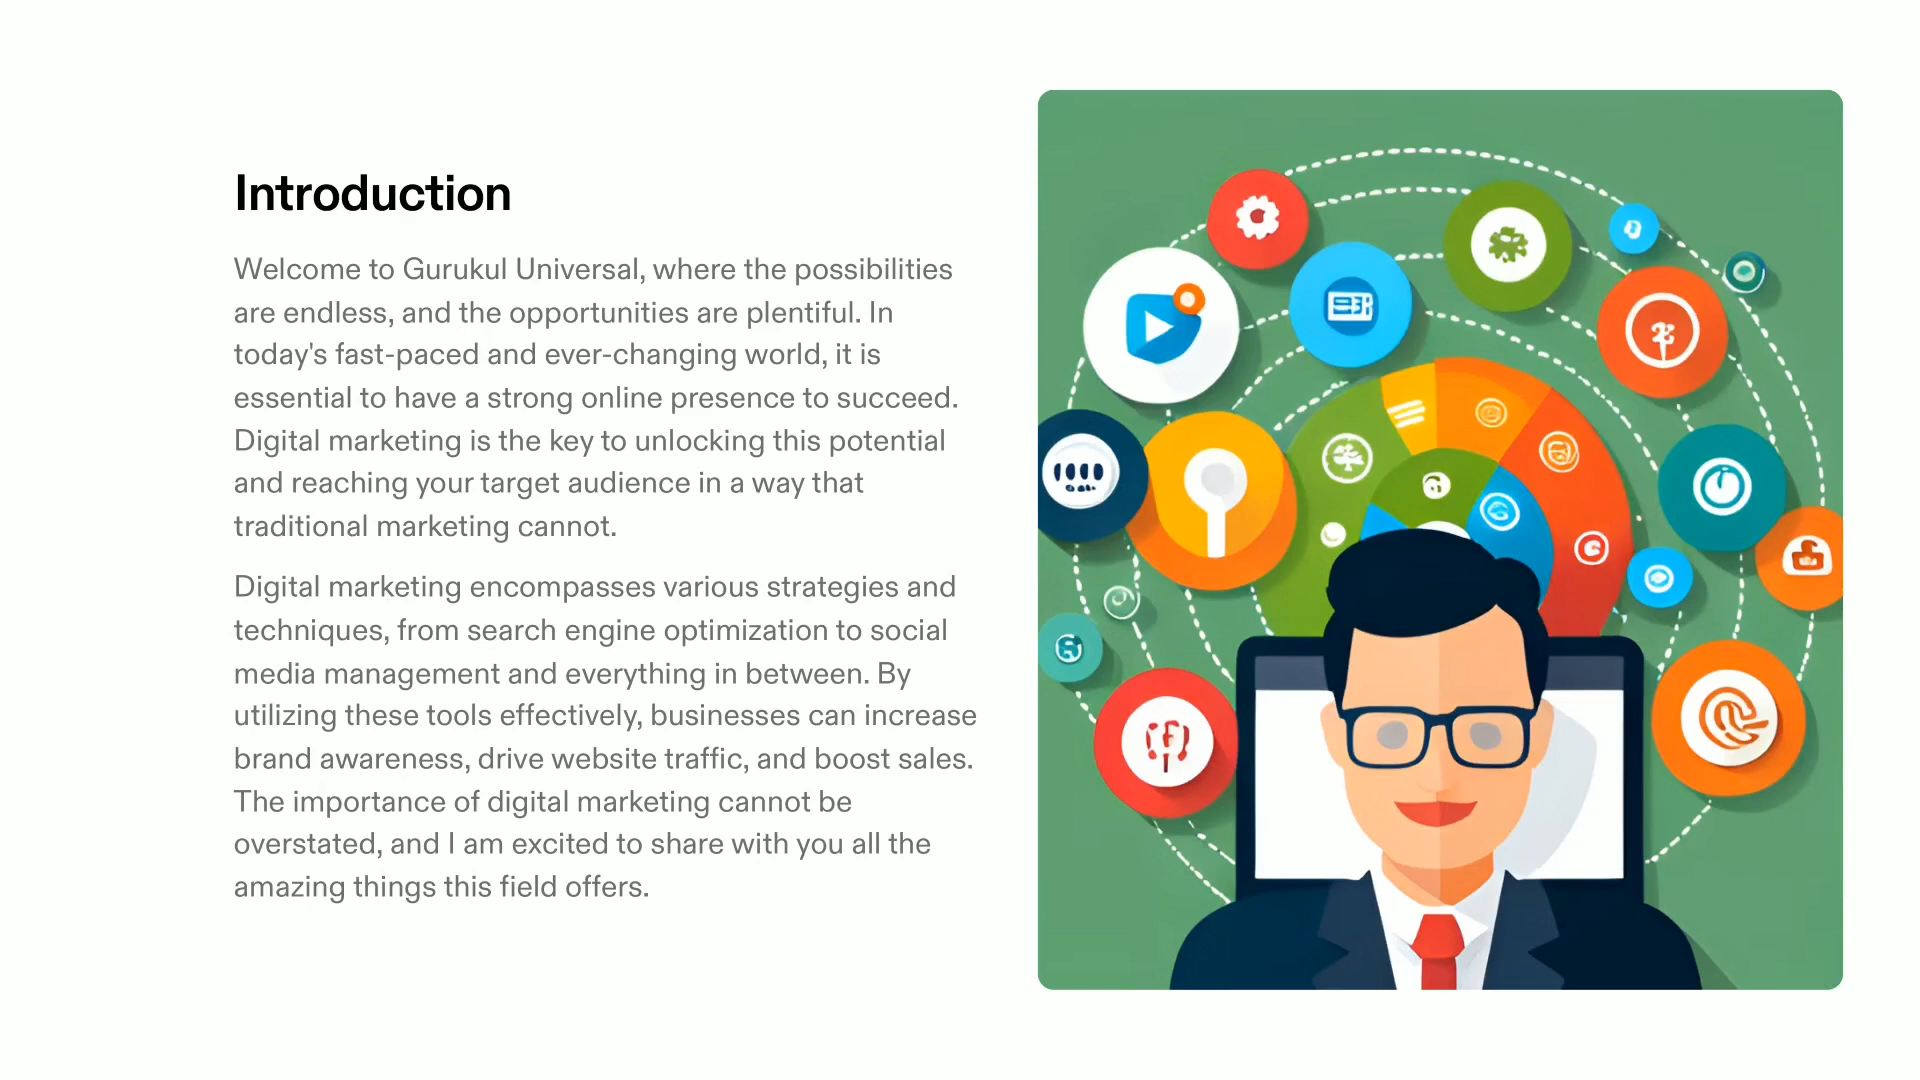 Introduction
Welcome to Gurukul Universal, where the possibilities
are endless, and the opportunities are plentiful. In
today's fast-paced and ever-changing world, it is
essential to have a strong online presence to succeed.
Digital marketing is the key to unlocking this potential
and reaching your target audience in a way that
traditional marketing cannot.
Digital marketing encompasses various strategies and
techniques, from search engine optimization to social
media management and everything in between. By
utilizing these tools effectively, businesses can increase
brand awareness, drive website traffic, and boost sales.
The importance of digital marketing cannot be
overstated, and I am excited to share with you all the
amazing things this field offers.